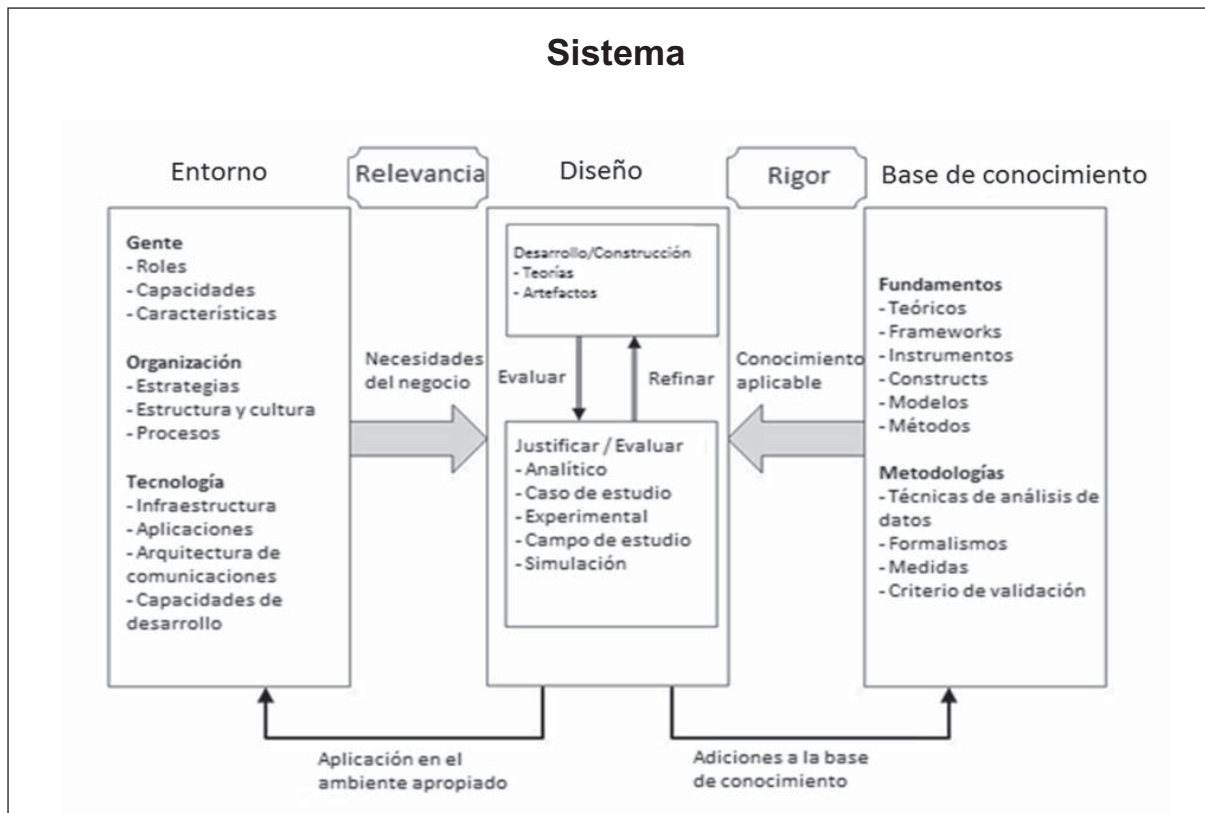 Sistema
Entorno
Relevancia
Diseño
Rigor
Base de conocimiento
Gente
- Roles
- Capacidades
- Características
Organización
- Estrategias
- Estructura y cultura
- Procesos
Tecnología
- Infraestructura
- Aplicaciones
- Arquitectura de
comunicaciones
- Capacidades de
desarrollo
Necesidades
del negocio
Desarrollo/Construcción
- Teorías
- Artefactos
Evaluar
Refinar
Justificar / Evaluar
- Analítico
- Caso de estudio
- Experimental
- Campo de estudio
- Simulación
Conocimiento
aplicable
Fundamentos
- Teóricos
- Frameworks
- Instrumentos
- Constructs
- Modelos
- Métodos
Metodologías
- Técnicas de análisis de
datos
- Formalismos
- Medidas
- Criterio de validación
Aplicación en el
ambiente apropiado
Adiciones a la base
de conocimiento